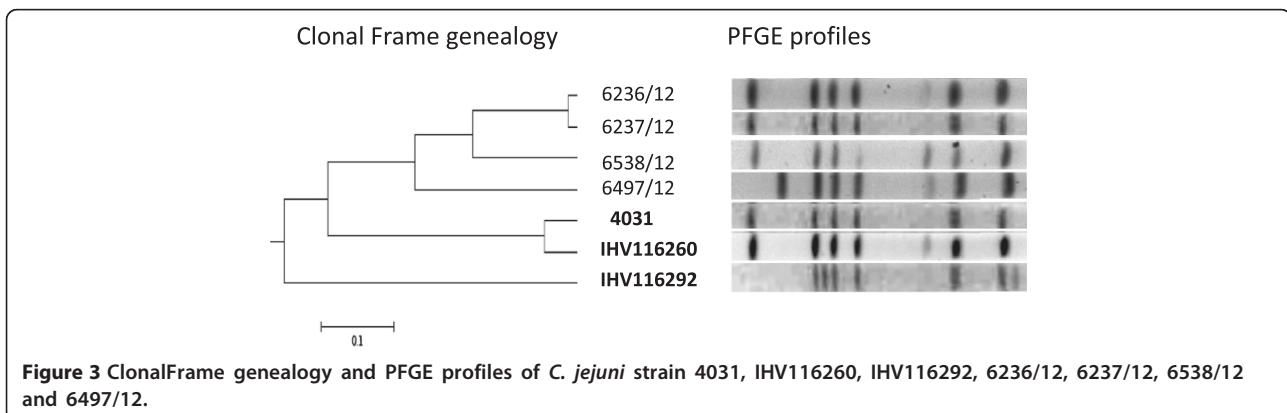 Clonal Frame genealogy
PFGE profiles
6236/12
6237/12
6538/12
6497/12
4031
IHV116260
IHV116292
0.1
Figure 3 ClonalFrame genealogy and PFGE profiles of C. jejuni strain 4031, IHV116260, IHV116292, 6236/12, 6237/12, 6538/12
and 6497/12.